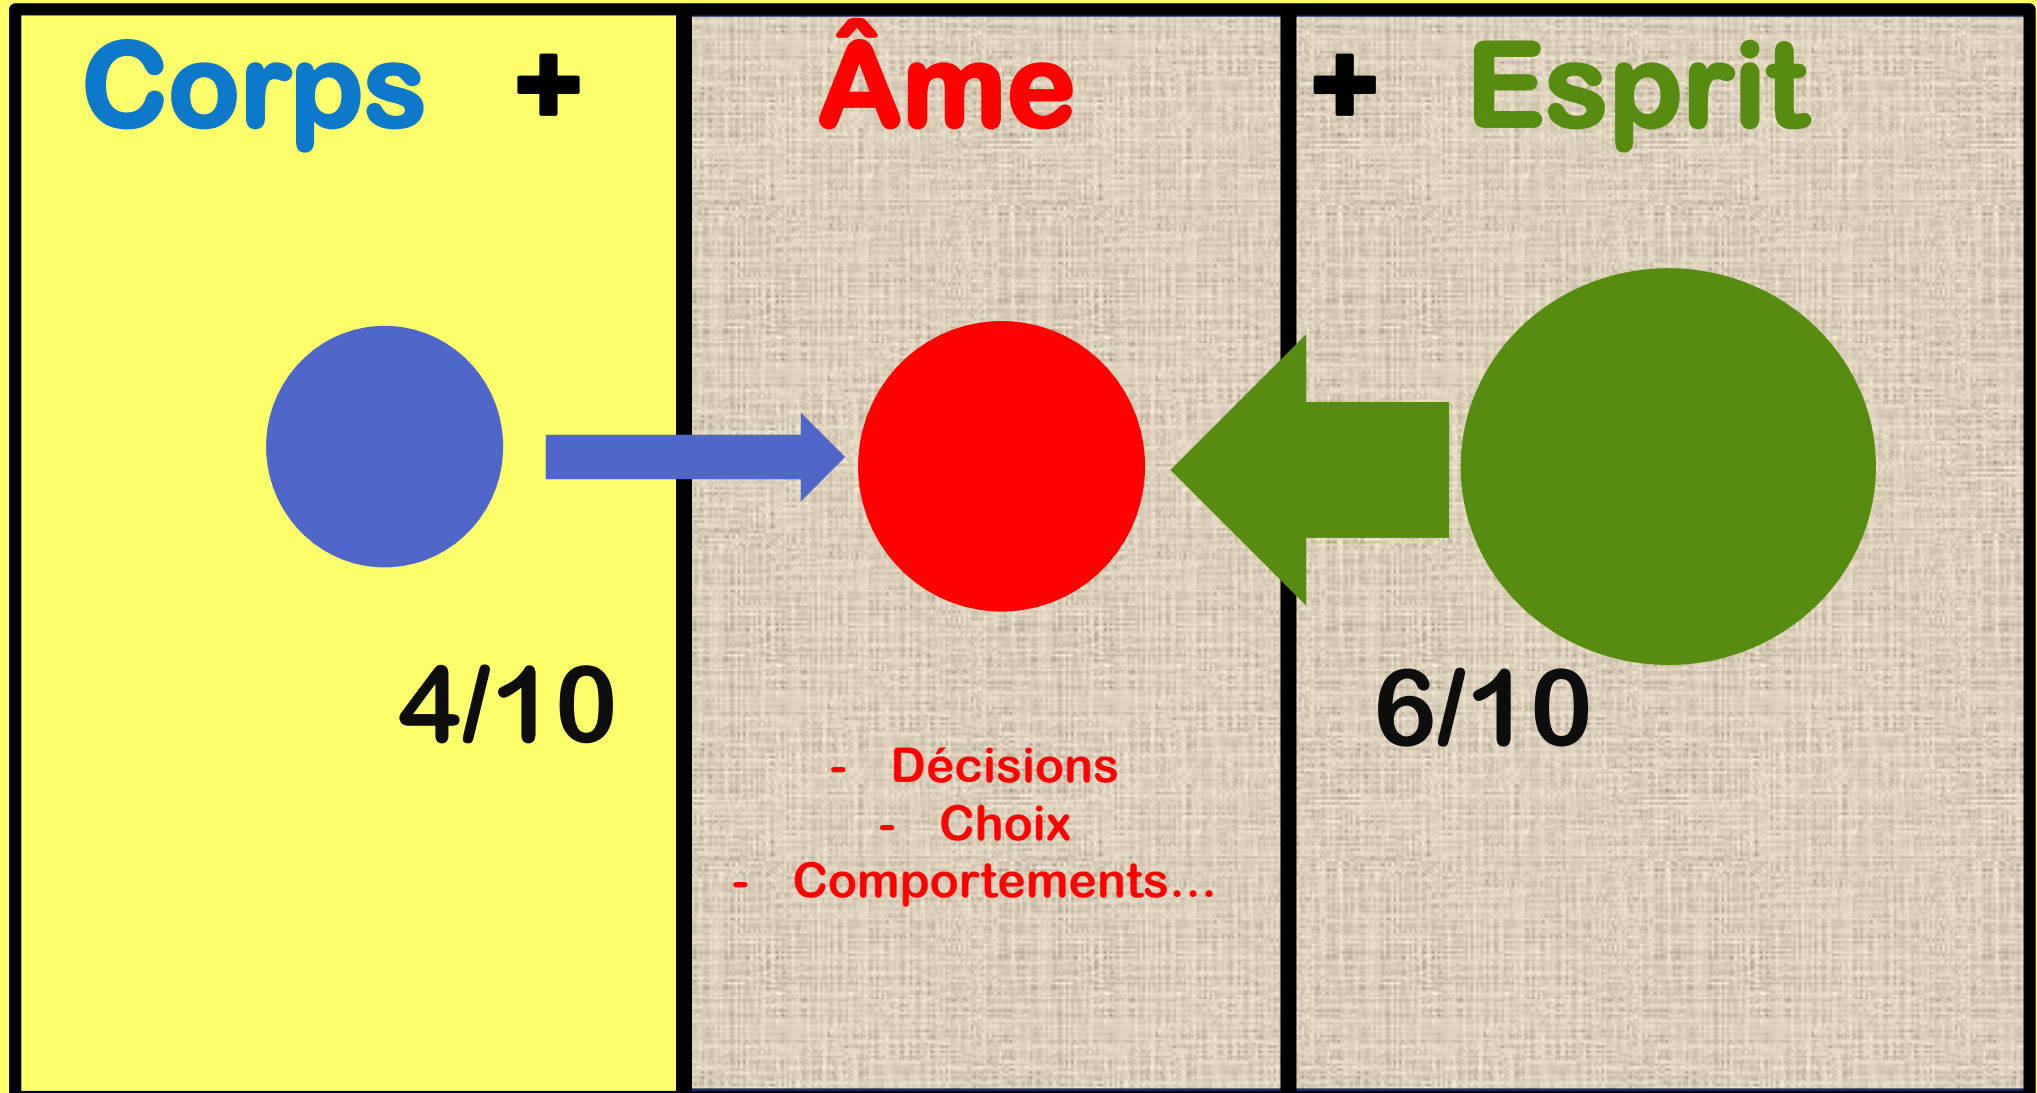 Corps + Âme + Esprit
4/10
6/10
- Décisions
- Choix
- Comportements...